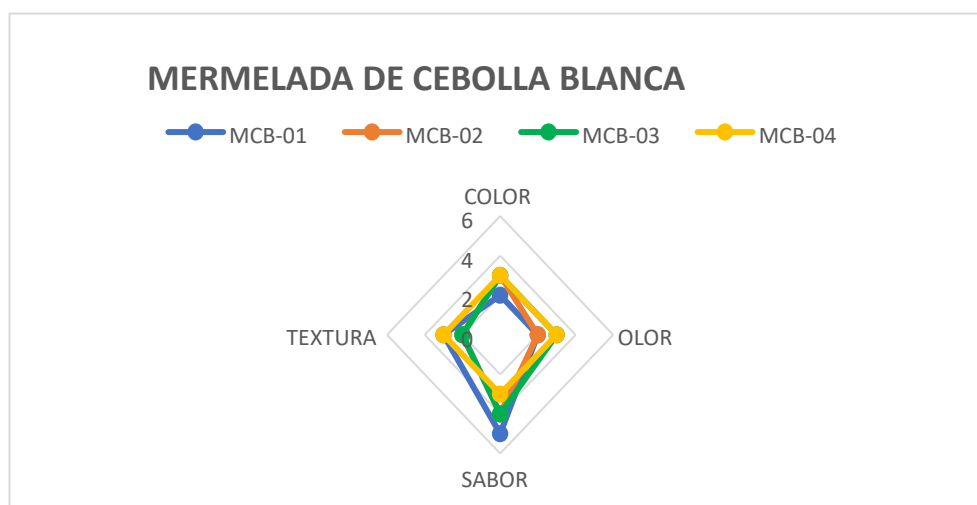 MERMELADA DE CEBOLLA BLANCA
MCB-01 MCB-02 MCB-03 MCB-04
COLOR
6
4
2
0
TEXTURA
OLOR
SABOR